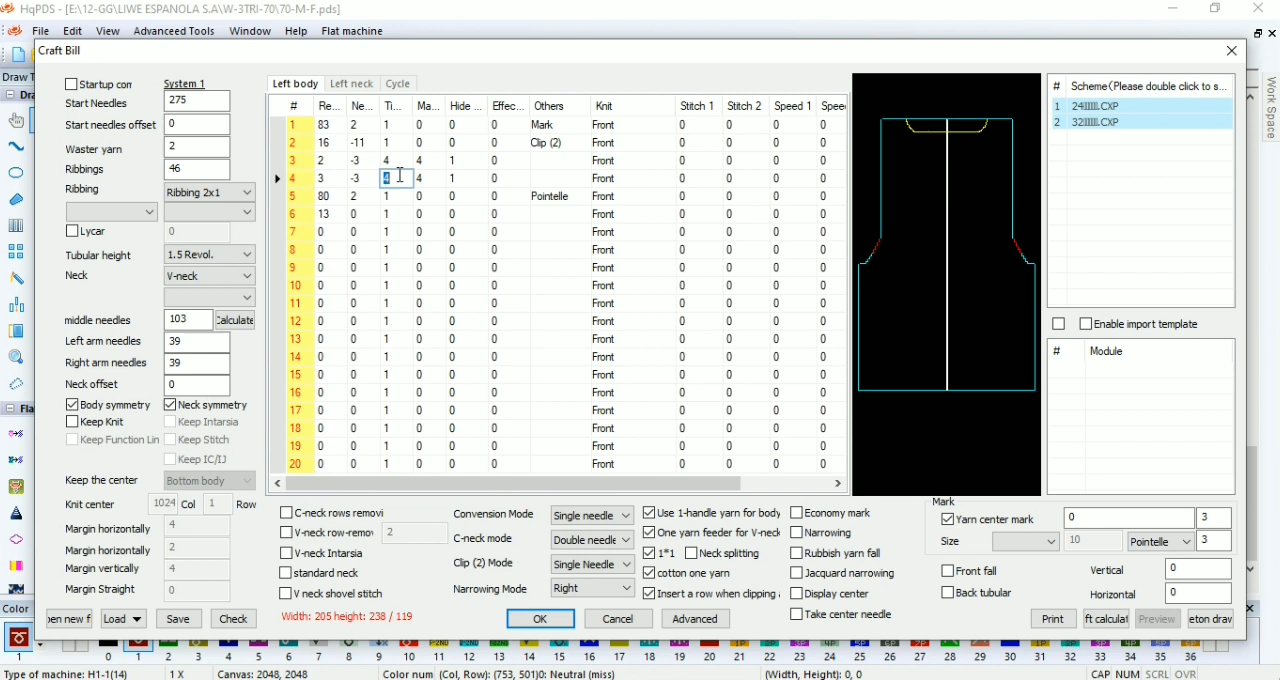 HqPDS - [E:\12-GG\LIWE ESPANOLA S.A\W-3TRI-70\70-M-F.pds]
File Edit View Advanced Tools Window Help Flat machine
Craft Bill
Draw T
Work Space
Startup con System 1
Start Needles 275
Start needles offset 0
Waster yarn 2
Ribbings 46
Ribbing Ribbing 2x1
Lycar 0
Tubular height 1.5 Revol.
Neck V-neck
middle needles 103 Calculate
Left arm needles 39
Right arm needles 39
Neck offset 0
Body symmetry Neck symmetry
Keep Knit Keep Intarsia
Keep Function Lin Keep Stitch
Keep IC/IJ
Keep the center Bottom body
Knit center 1024 Col 1 Row
Margin horizontally 4
Margin horizontally 2
Margin vertically 4
Margin Straight 0
en new f Load Save Check
Left body Left neck Cycle
# Re... Ne... Ti... Ma... Hide ... Effec... Others Knit Stitch 1 Stitch 2 Speed 1 Spee
1 83 2 1 0 0 0 Mark Front 0 0 0 0
2 16 -11 1 0 0 0 Clip (2) Front 0 0 0 0
3 2 -3 4 4 1 0 Front 0 0 0 0
4 3 -3 4 4 1 0 Front 0 0 0 0
5 80 2 1 0 0 0 Pointelle Front 0 0 0 0
6 13 0 1 0 0 0 Front 0 0 0 0
7 0 0 1 0 0 0 Front 0 0 0 0
8 0 0 1 0 0 0 Front 0 0 0 0
9 0 0 1 0 0 0 Front 0 0 0 0
10 0 0 1 0 0 0 Front 0 0 0 0
11 0 0 1 0 0 0 Front 0 0 0 0
12 0 0 1 0 0 0 Front 0 0 0 0
13 0 0 1 0 0 0 Front 0 0 0 0
14 0 0 1 0 0 0 Front 0 0 0 0
15 0 0 1 0 0 0 Front 0 0 0 0
16 0 0 1 0 0 0 Front 0 0 0 0
17 0 0 1 0 0 0 Front 0 0 0 0
18 0 0 1 0 0 0 Front 0 0 0 0
19 0 0 1 0 0 0 Front 0 0 0 0
20 0 0 1 0 0 0 Front 0 0 0 0
# Scheme(Please double click to s...
1 24IIIIII.CXP
2 32IIIIII.CXP
Enable import template
# Module
C-neck rows removi Conversion Mode Single needle Use 1-handle yarn for body Economy mark
V-neck row-remov 2 C-neck mode Double needle One yarn feeder for V-neck Narrowing
V-neck Intarsia Clip (2) Mode Single Needle 1*1 Neck splitting Rubbish yarn fall
standard neck Narrowing Mode Right cotton one yarn Jacquard narrowing
V neck shovel stitch Insert a row when clipping Display center
Take center needle
Width: 205 height: 238 / 119 OK Cancel Advanced
Mark
Yarn center mark 0 3
Size 10 Pointelle 3
Front fall Vertical 0
Back tubular Horizontal 0
Print ft calculat Preview eton draw
Color
1 0 1 2 3 4 5 6 7 8 9 10 11 12 13 14 15 16 17 18 19 20 21 22 23 24 25 26 27 28 29 30 31 32 33 34 35 36
Type of machine: H1-1(14) 1 X Canvas: 2048, 2048 Color num (Col, Row): (753, 501)0: Neutral (miss) (Width, Height): 0, 0 CAP NUM SCRL OVR